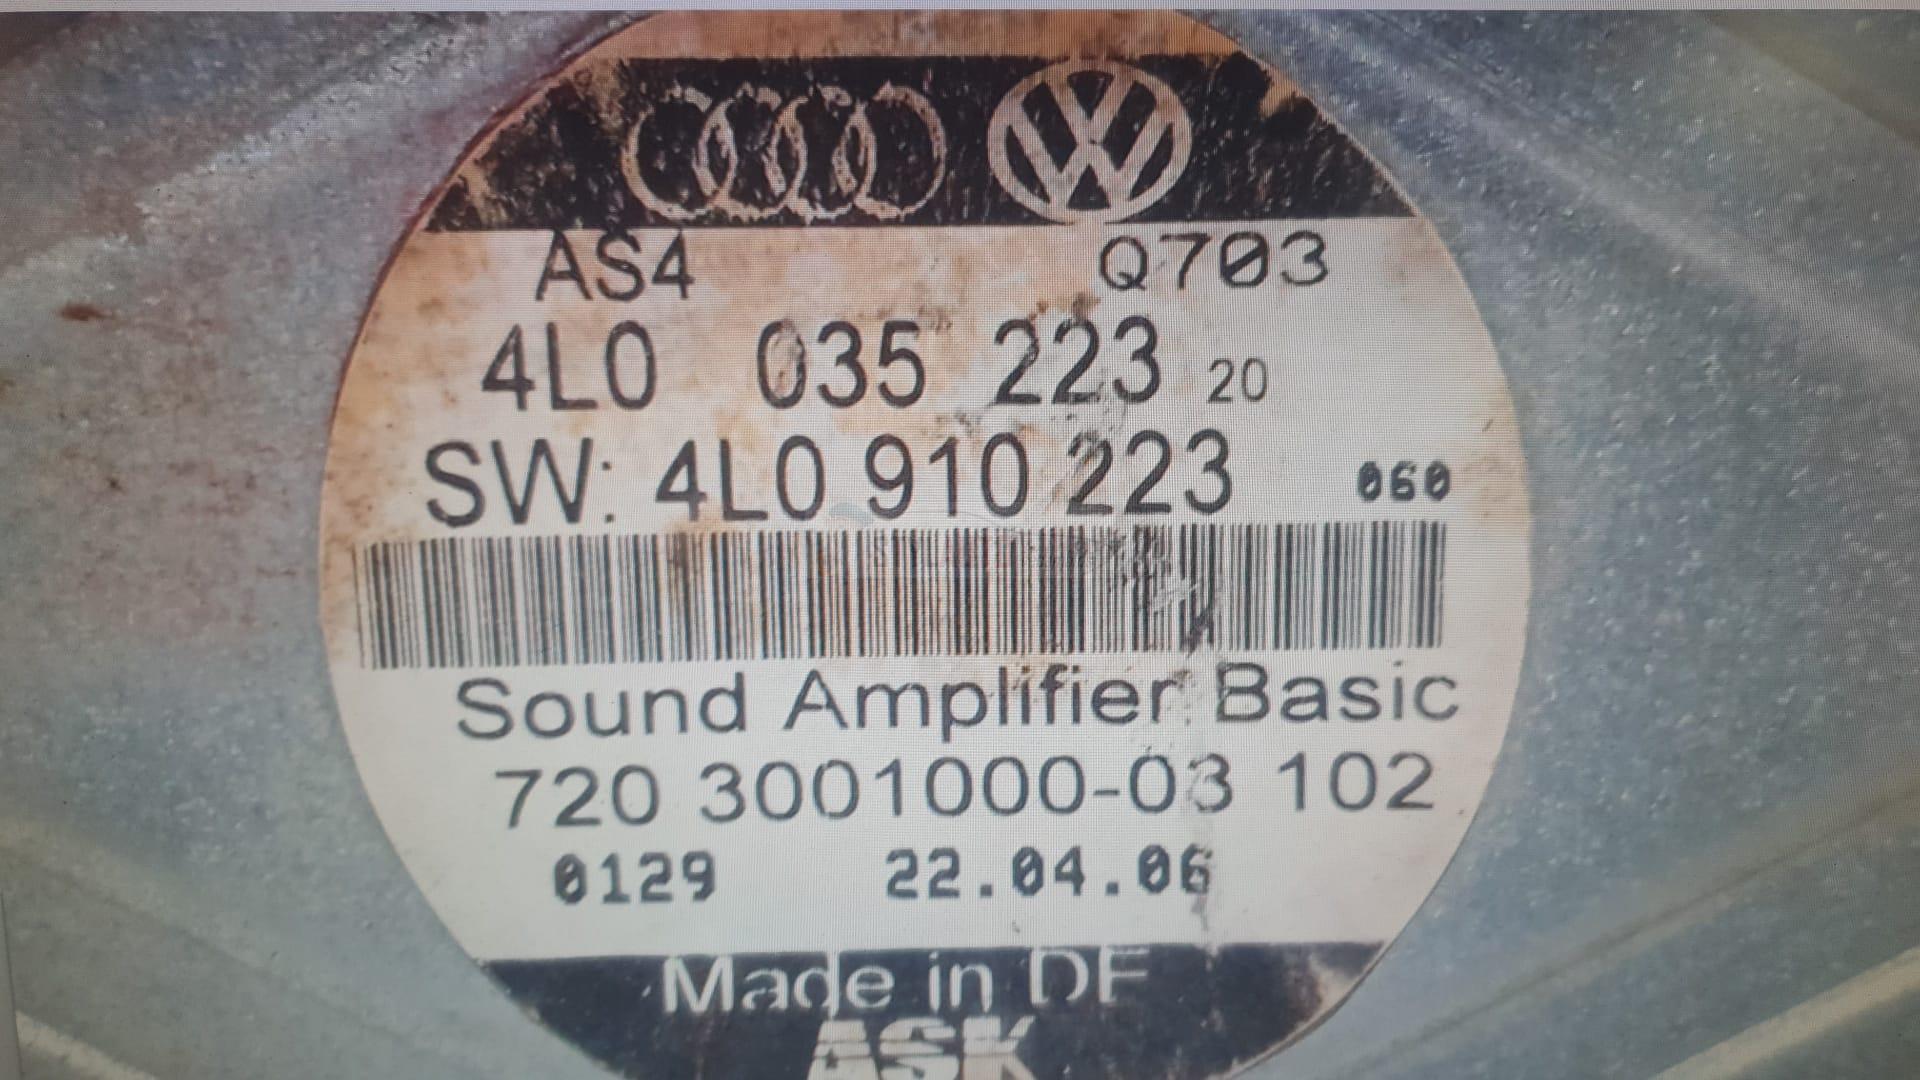 AS4 Q703
4L0 035 223 20
SW: 4L0 910 223 060
Sound Amplifier Basic
720 3001000-03 102
0129 22.04.06
Made in DE
ASK